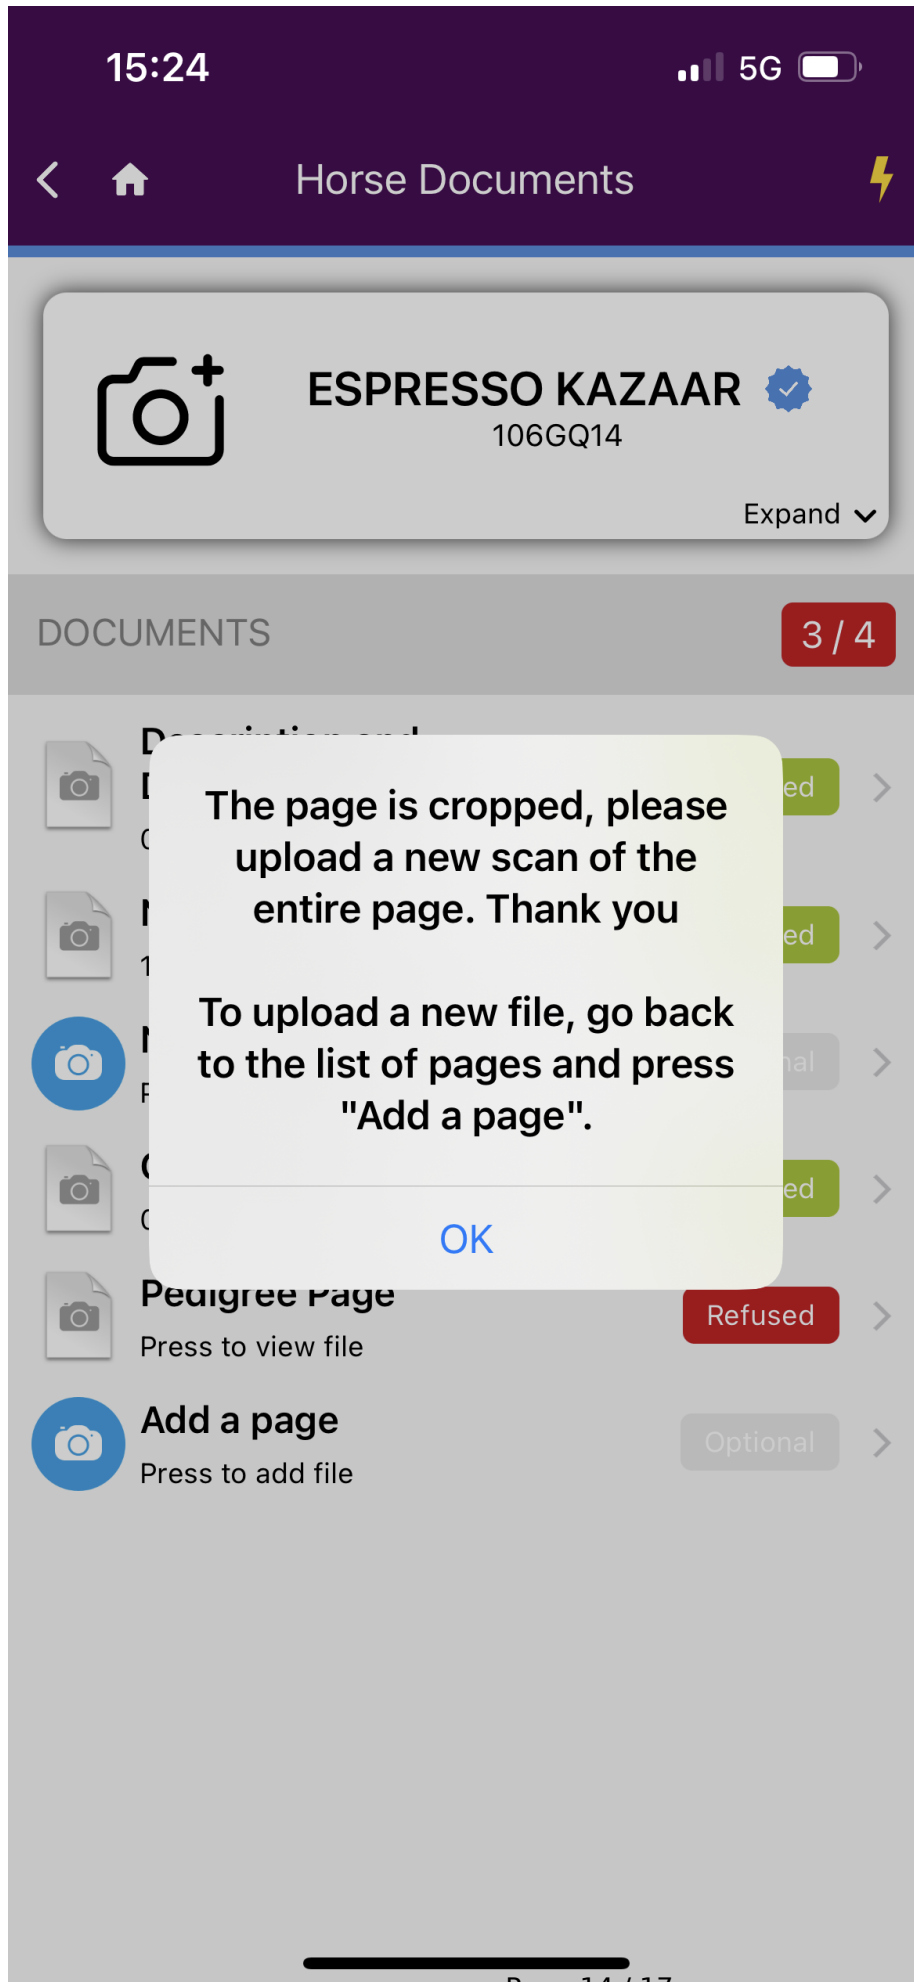 15:24
5G
Horse Documents
ESPRESSO KAZAAR
106GQ14
Expand
DOCUMENTS
3 / 4
The page is cropped, please
upload a new scan of the
entire page. Thank you
To upload a new file, go back
to the list of pages and press
"Add a page".
OK
Pedigree Page
Refused
Press to view file
Add a page
Optional
Press to add file